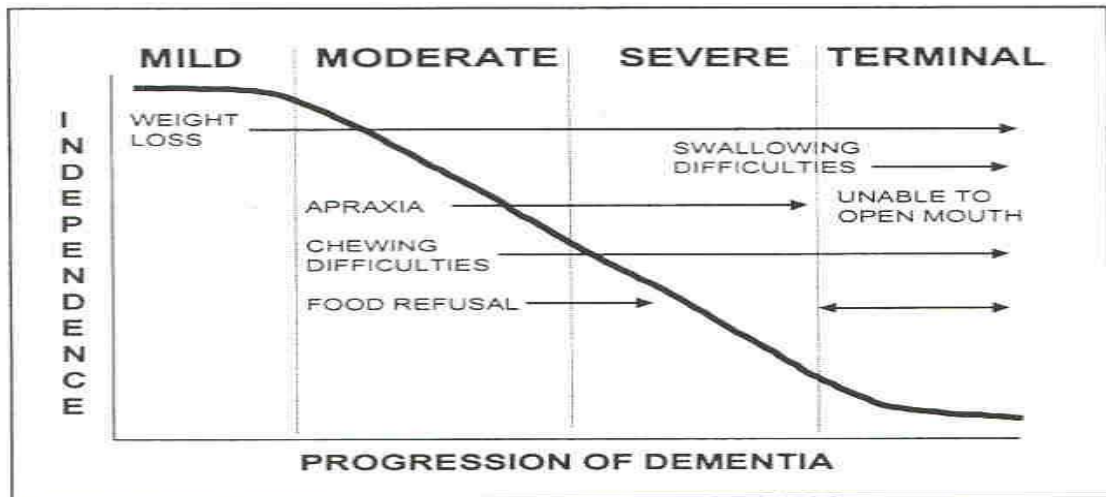 MILD MODERATE SEVERE TERMINAL
INDEPENDENCE
WEIGHT
LOSS
SWALLOWING
DIFFICULTIES
APRAXIA
UNABLE TO
OPEN MOUTH
CHEWING
DIFFICULTIES
FOOD REFUSAL
PROGRESSION OF DEMENTIA